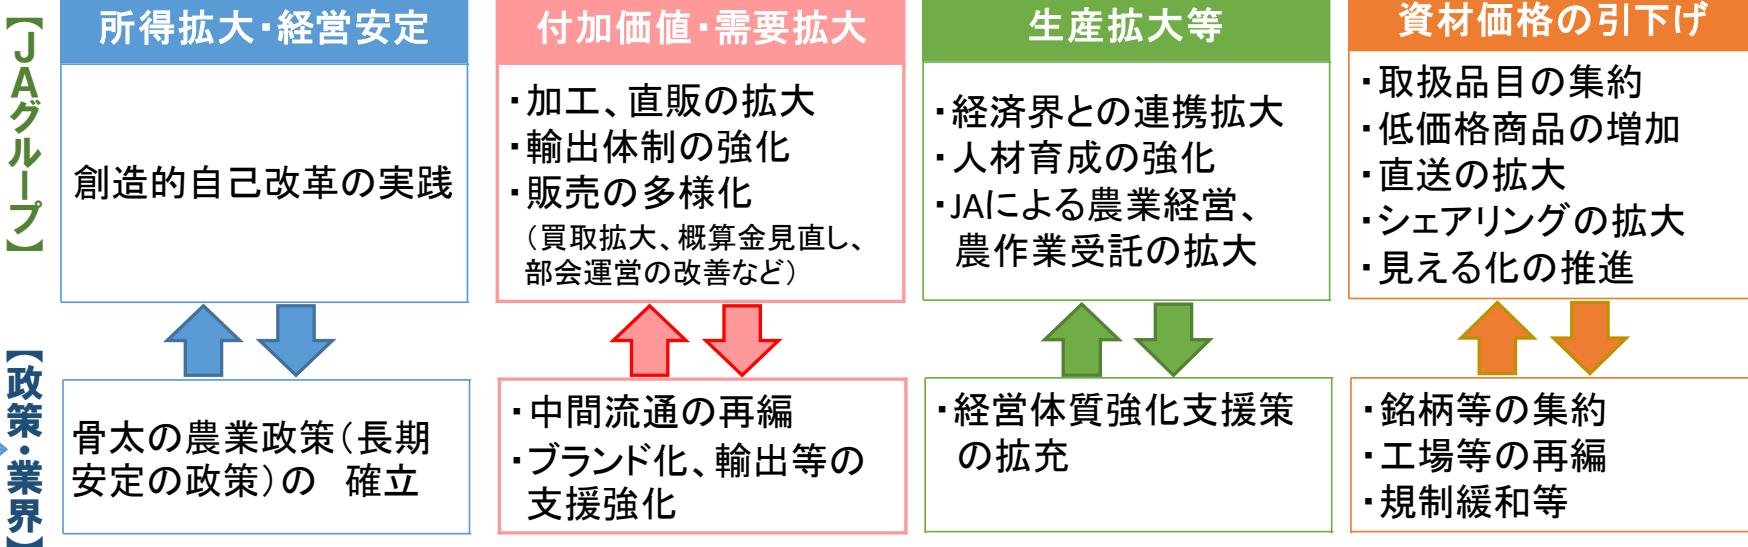 【JAグループ】
所得拡大・経営安定
創造的自己改革の実践
付加価値・需要拡大
・加工、直販の拡大
・輸出体制の強化
・販売の多様化
（買取拡大、概算金見直し、
部会運営の改善など）
生産拡大等
・経済界との連携拡大
・人材育成の強化
・JAによる農業経営、
農作業受託の拡大
資材価格の引下げ
・取扱品目の集約
・低価格商品の増加
・直送の拡大
・シェアリングの拡大
・見える化の推進
【政策・業界】
骨太の農業政策（長期
安定の政策）の　確立
・中間流通の再編
・ブランド化、輸出等の
支援強化
・経営体質強化支援策
の拡充
・銘柄等の集約
・工場等の再編
・規制緩和等